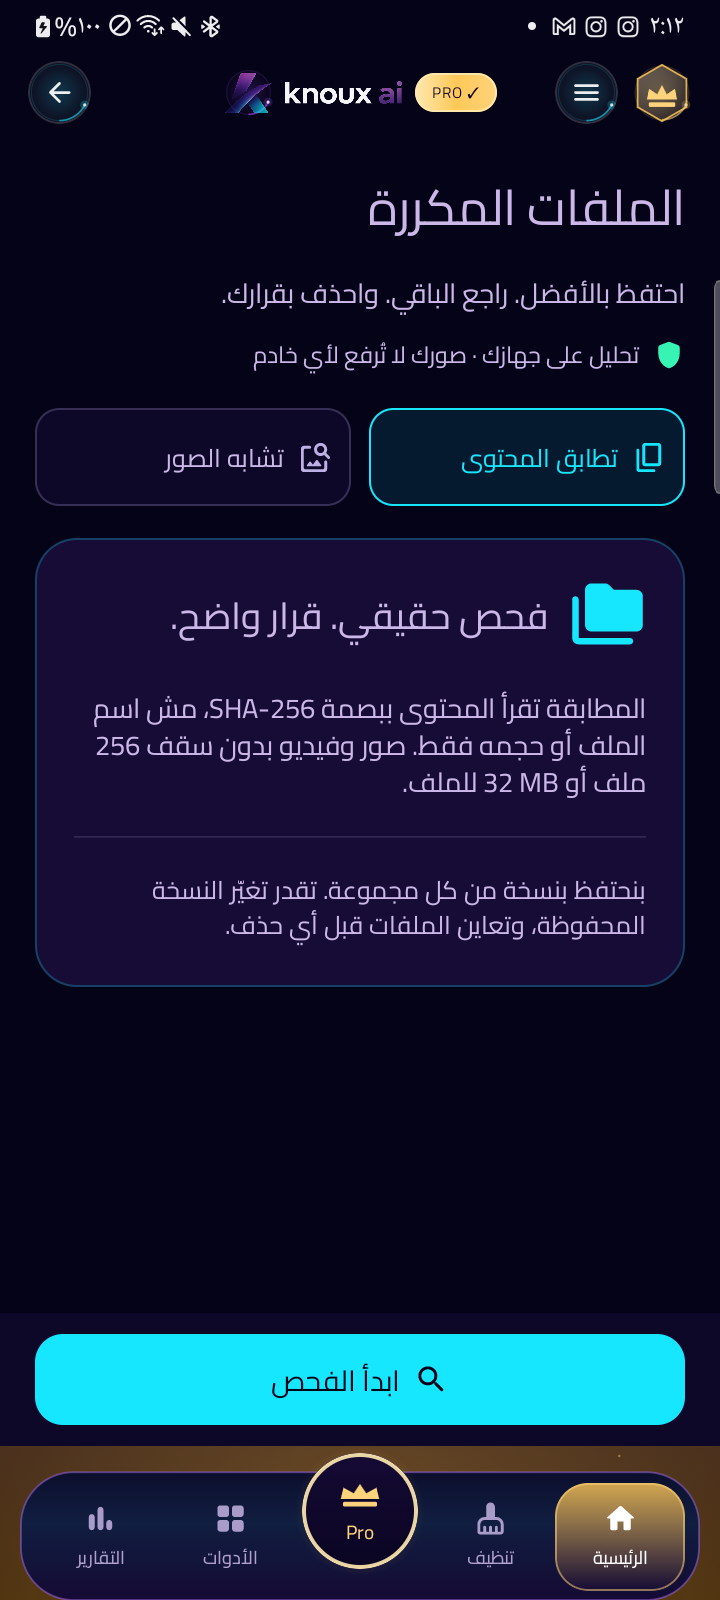 ٢:١٢
%١٠٠
knoux ai
PRO ✓
الملفات المكررة
احتفظ بالأفضل. راجع الباقي. واحذف بقرارك.
تحليل على جهازك · صورك لا تُرفع لأي خادم
تطابق المحتوى
تشابه الصور
فحص حقيقي. قرار واضح.
المطابقة تقرأ المحتوى ببصمة SHA-256، مش اسم
الملف أو حجمه فقط. صور وفيديو بدون سقف 256
ملف أو 32 MB للملف.
بنحتفظ بنسخة من كل مجموعة. تقدر تغيّر النسخة
المحفوظة، وتعاين الملفات قبل أي حذف.
ابدأ الفحص
الرئيسية
تنظيف
Pro
الأدوات
التقارير